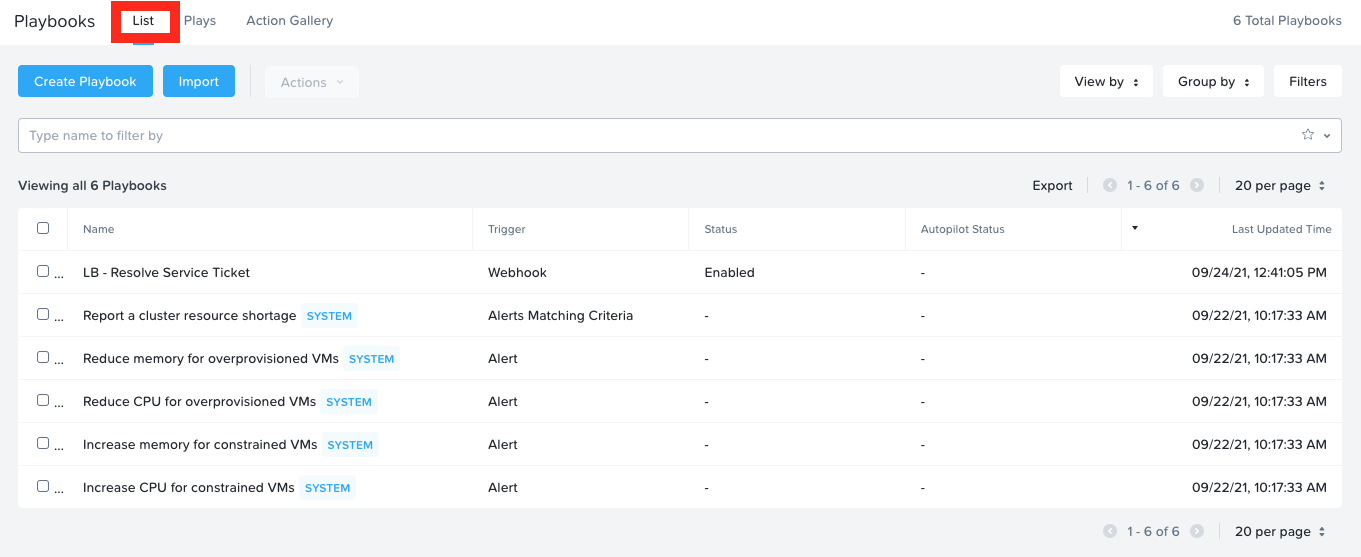 Playbooks List Plays Action Gallery 6 Total Playbooks
Create Playbook Import Actions View by Group by Filters
Type name to filter by
Viewing all 6 Playbooks Export 1 - 6 of 6 20 per page
Name Trigger Status Autopilot Status Last Updated Time
... LB - Resolve Service Ticket Webhook Enabled - 09/24/21, 12:41:05 PM
... Report a cluster resource shortage SYSTEM Alerts Matching Criteria - - 09/22/21, 10:17:33 AM
... Reduce memory for overprovisioned VMs SYSTEM Alert - - 09/22/21, 10:17:33 AM
... Reduce CPU for overprovisioned VMs SYSTEM Alert - - 09/22/21, 10:17:33 AM
... Increase memory for constrained VMs SYSTEM Alert - - 09/22/21, 10:17:33 AM
... Increase CPU for constrained VMs SYSTEM Alert - - 09/22/21, 10:17:33 AM
1 - 6 of 6 20 per page